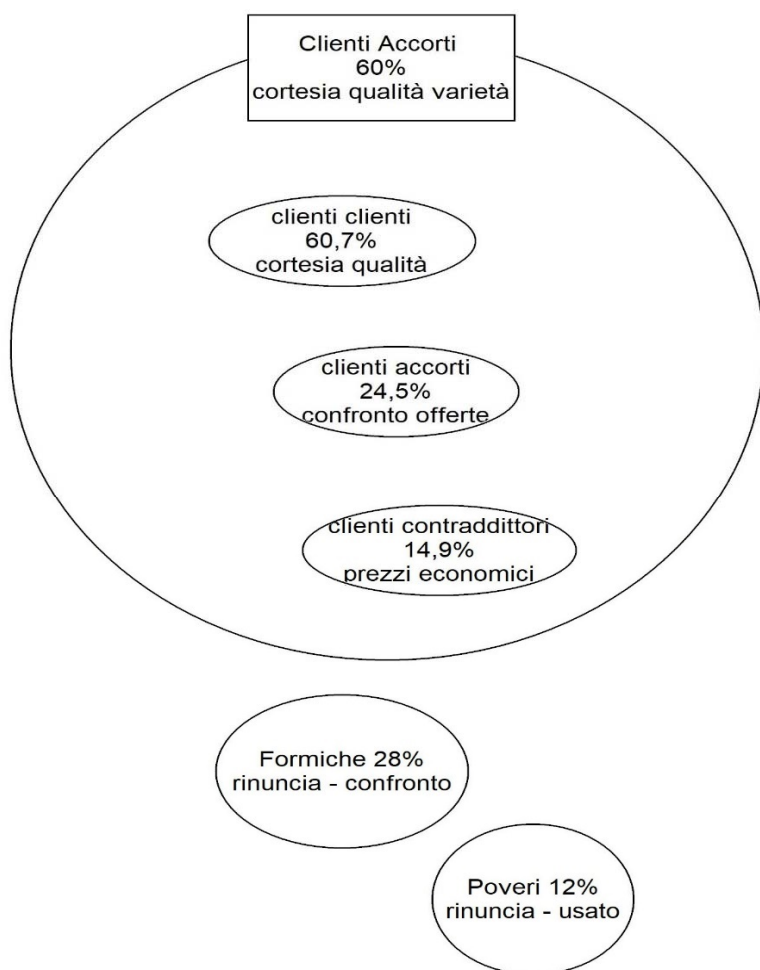 Clienti Accorti
60%
cortesia qualità varietà
clienti clienti
60,7%
cortesia qualità
clienti accorti
24,5%
confronto offerte
clienti contraddittori
14,9%
prezzi economici
Formiche 28%
rinuncia - confronto
Poveri 12%
rinuncia - usato